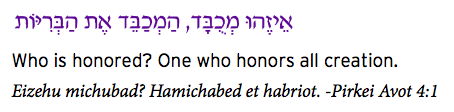 אֵיזֶהוּ מְכֻבָּד, הַמְכַבֵּד אֶת הַבְּרִיּוֹת
Who is honored? One who honors all creation.
Eizehu michubad? Hamichabed et habriot. -Pirkei Avot 4:1